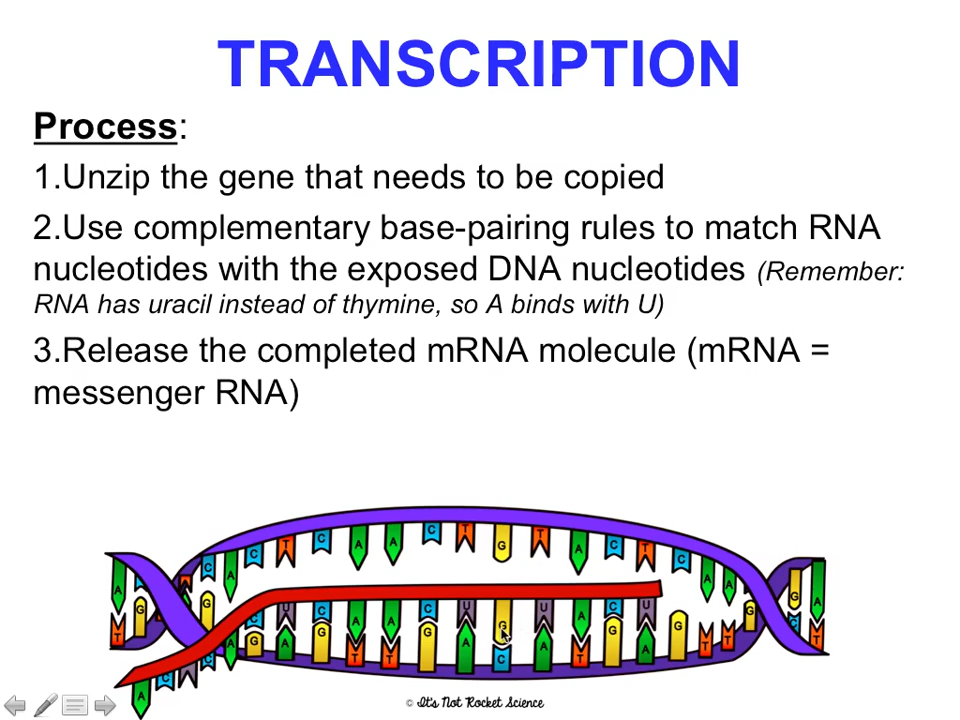 TRANSCRIPTION
Process:
1.Unzip the gene that needs to be copied
2.Use complementary base-pairing rules to match RNA
nucleotides with the exposed DNA nucleotides (Remember:
RNA has uracil instead of thymine, so A binds with U)
3.Release the completed mRNA molecule (mRNA =
messenger RNA)
C A C T C A A C T G T A C T C A A
A G C A G G A
U C A A C U G U A C U
T G A G T T G A C A T G A G T T C T
A C
© It's Not Rocket Science